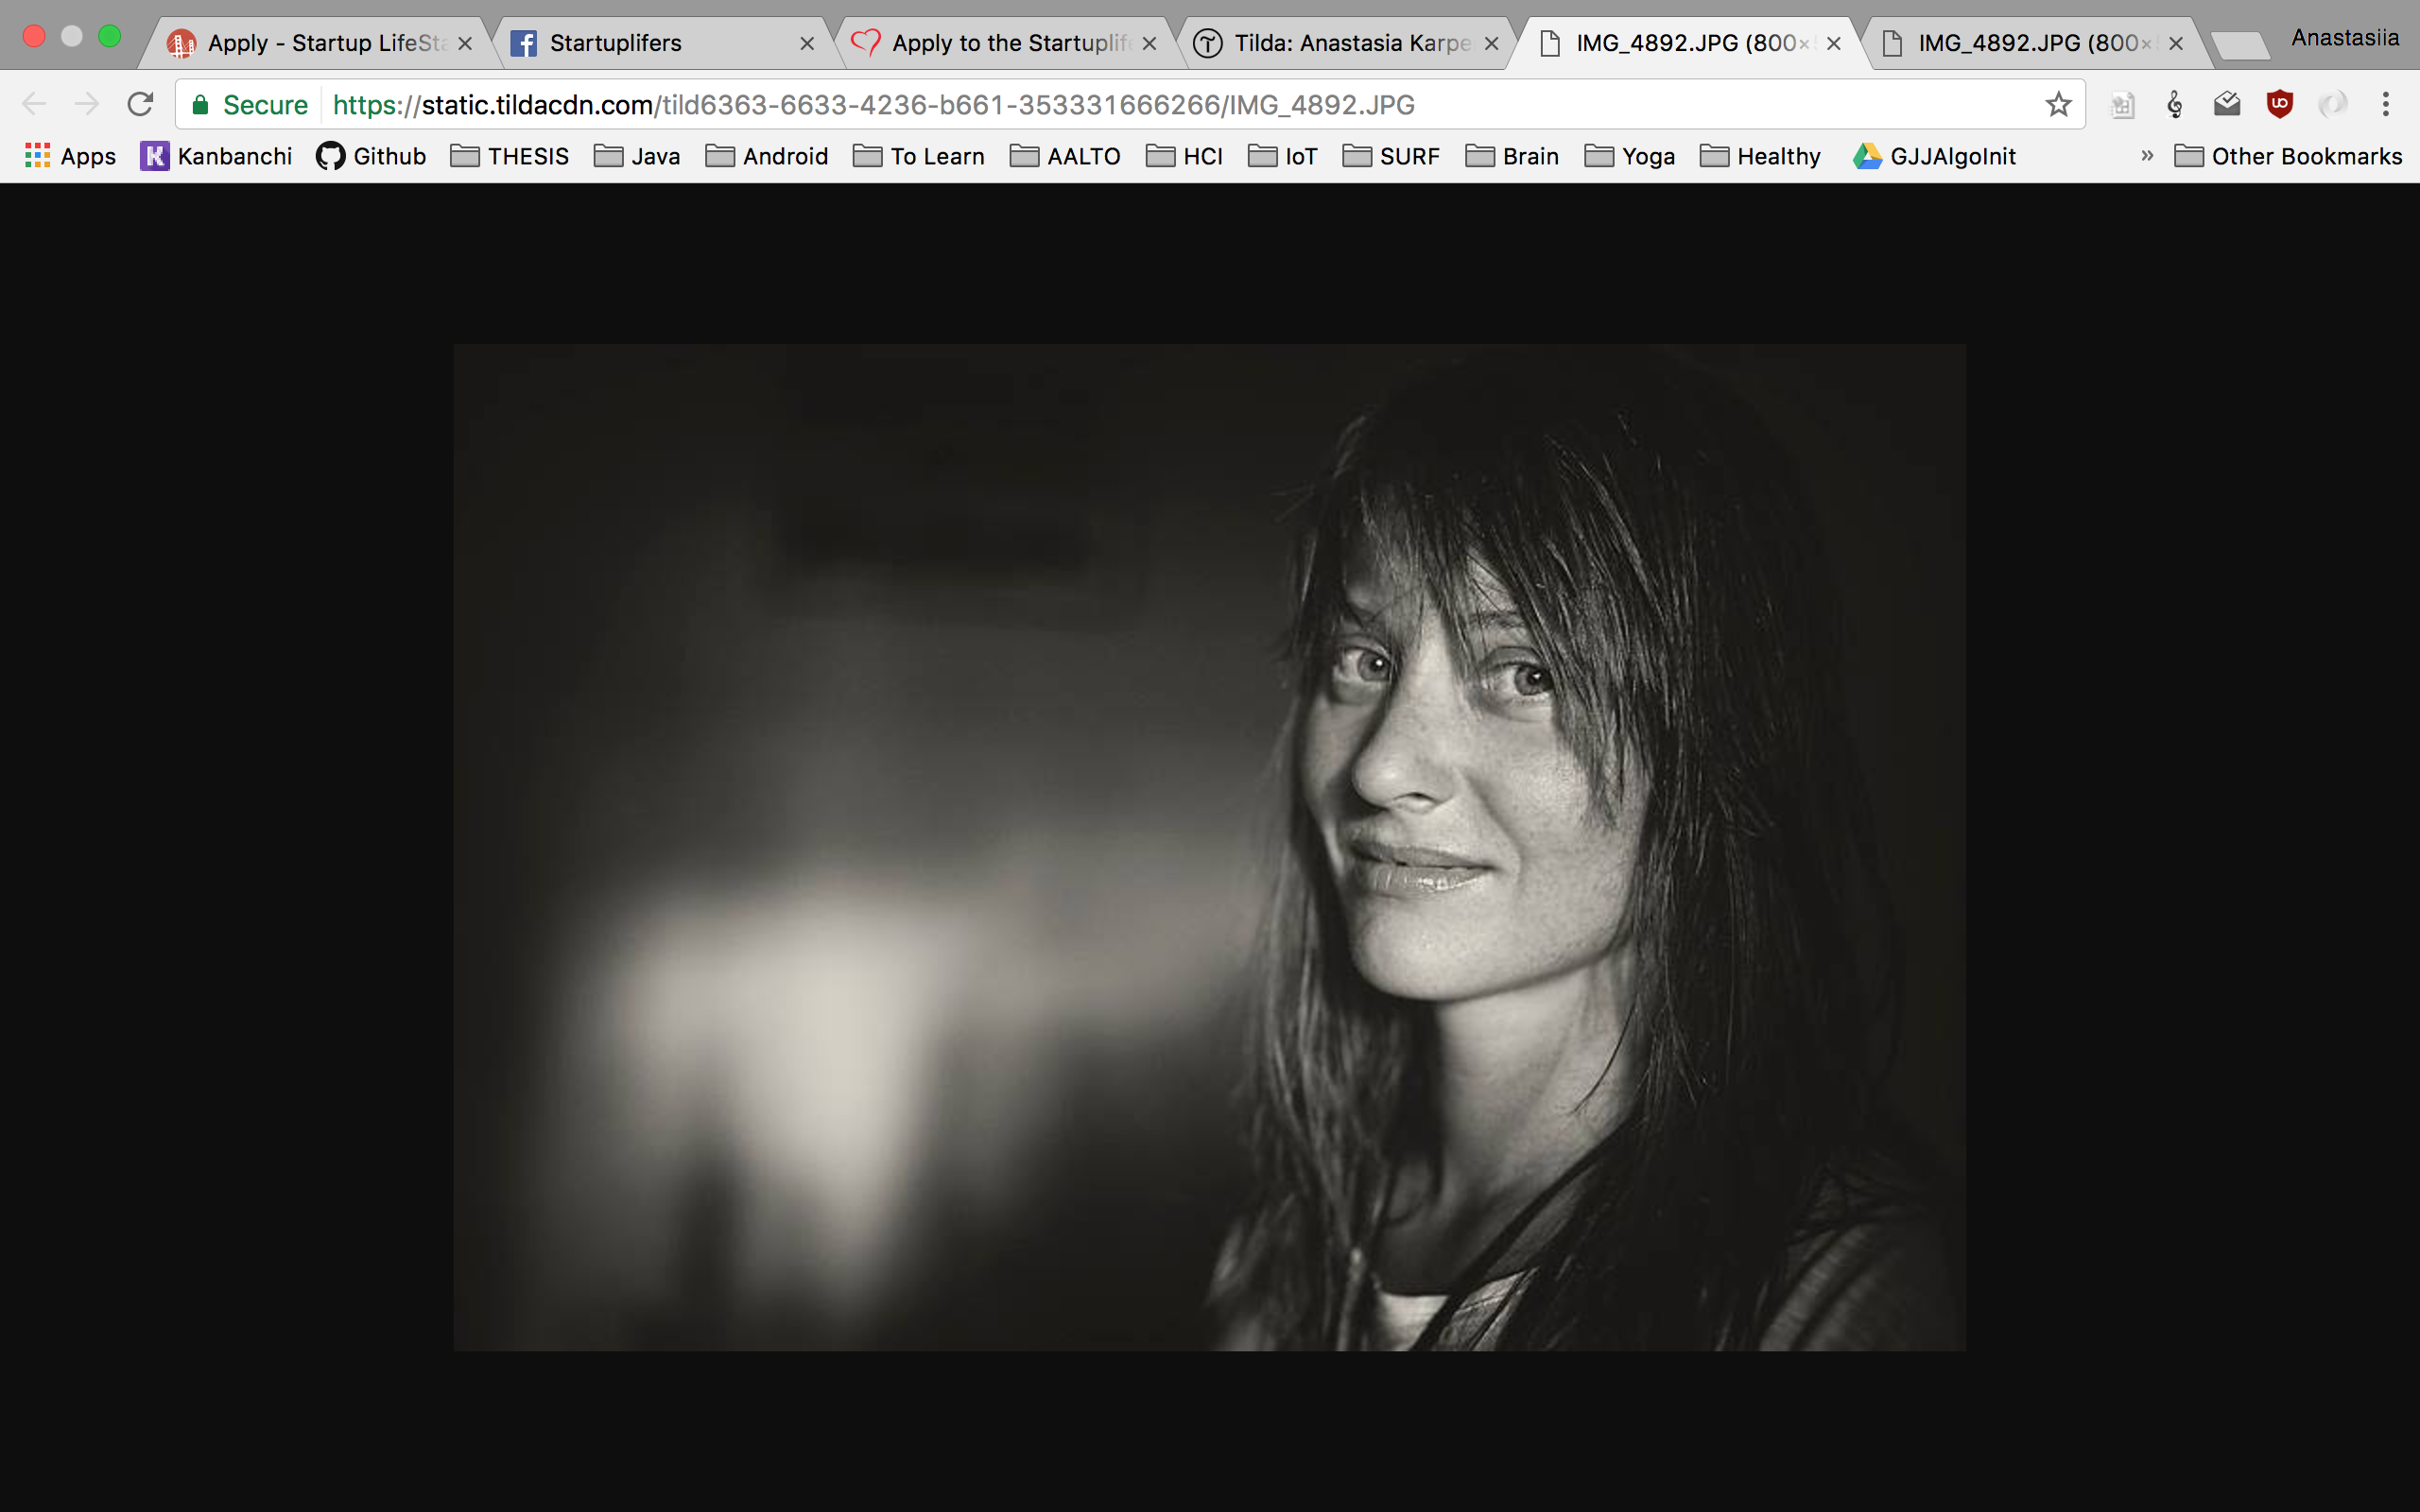 Apply - Startup LifeSta
Startuplifers
Apply to the Startuplife
Tilda: Anastasia Karpe
IMG_4892.JPG (800×
IMG_4892.JPG (800×
Anastasiia
Secure https://static.tildacdn.com/tild6363-6633-4236-b661-353331666266/IMG_4892.JPG
Apps Kanbanchi Github THESIS Java Android To Learn AALTO HCI IoT SURF Brain Yoga Healthy GJJAlgoInit » Other Bookmarks